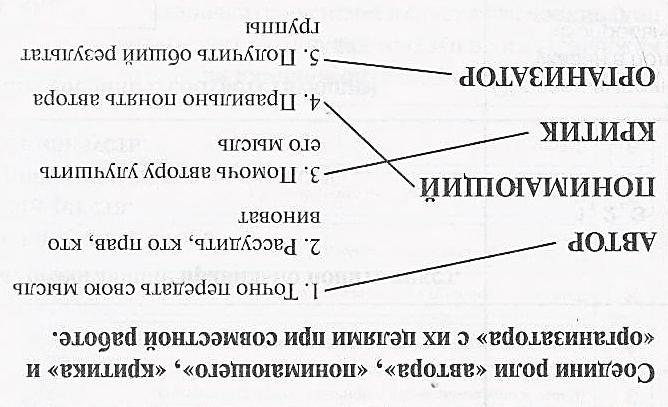 Соедини роли «автора», «понимающего», «критика» и
«организатора» с их целями при совместной работе.
АВТОР
1. Точно передать свою мысль
2. Рассудить, кто прав, кто
виноват
ПОНИМАЮЩИЙ
3. Помочь автору улучшить
его мысль
КРИТИК
4. Правильно понять автора
ОРГАНИЗАТОР
5. Получить общий результат
группы